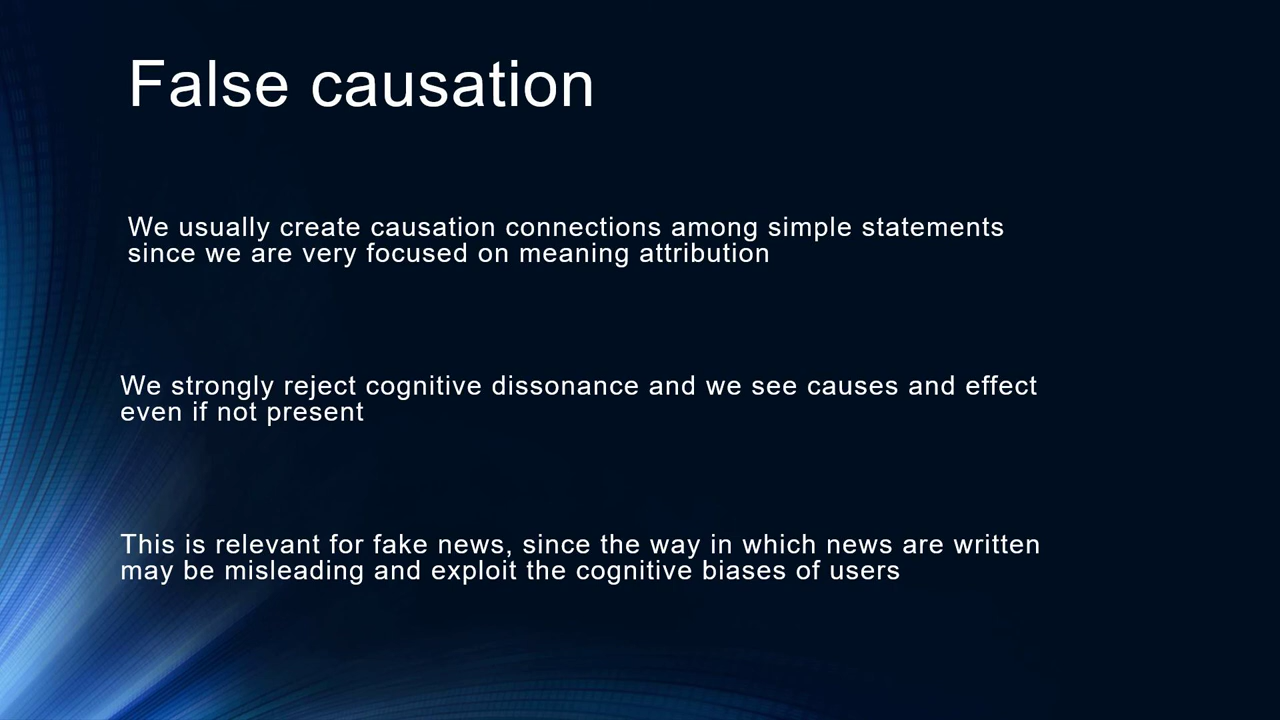 False causation
We usually create causation connections among simple statements
since we are very focused on meaning attribution
We strongly reject cognitive dissonance and we see causes and effect
even if not present
This is relevant for fake news, since the way in which news are written
may be misleading and exploit the cognitive biases of users